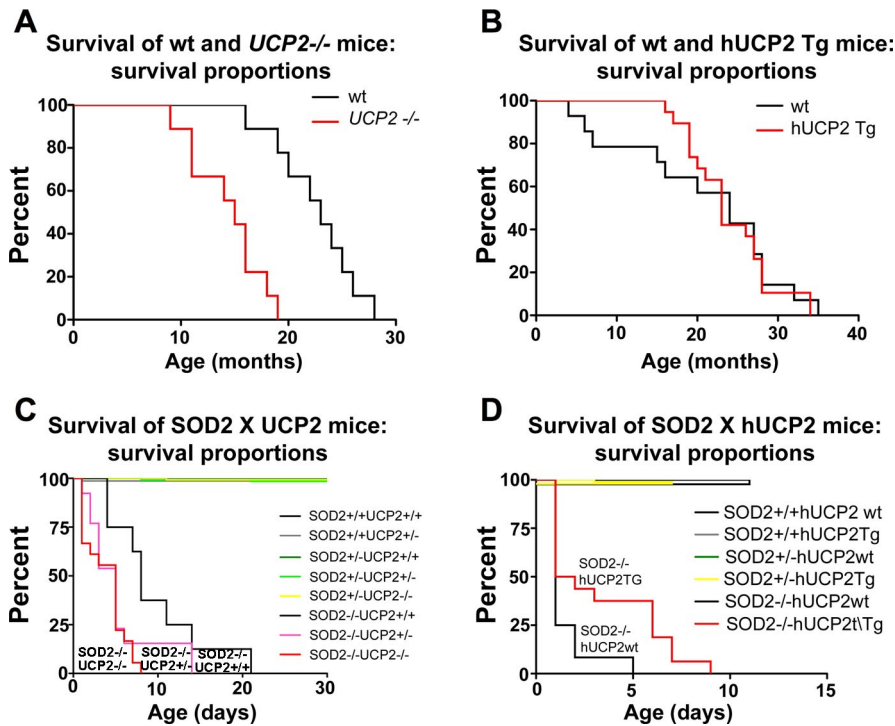 A
Survival of wt and UCP2-/- mice:
survival proportions
wt
UCP2 -/-
Percent
100
80
60
40
20
0
0
10
20
30
Age (months)
B
Survival of wt and hUCP2 Tg mice:
survival proportions
wt
hUCP2 Tg
Percent
100
80
60
40
20
0
0
10
20
30
40
Age (months)
C
Survival of SOD2 X UCP2 mice:
survival proportions
Percent
100
75
50
25
0
SOD2+/+UCP2+/+
SOD2+/+UCP2+/-
SOD2+/-UCP2+/+
SOD2+/-UCP2+/-
SOD2+/-UCP2-/-
SOD2-/-UCP2+/+
SOD2-/-UCP2+/-
SOD2-/-UCP2-/-
SOD2-/-
UCP2-/-
SOD2-/-
UCP2+/-
SOD2-/-
UCP2+/+
0
10
20
30
Age (days)
D
Survival of SOD2 X hUCP2 mice:
survival proportions
Percent
100
75
50
25
0
SOD2-/-
hUCP2TG
SOD2-/-
hUCP2wt
SOD2+/+hUCP2 wt
SOD2+/+hUCP2Tg
SOD2+/-hUCP2wt
SOD2+/-hUCP2Tg
SOD2-/-hUCP2wt
SOD2-/-hUCP2t\Tg
0
5
10
15
Age (days)